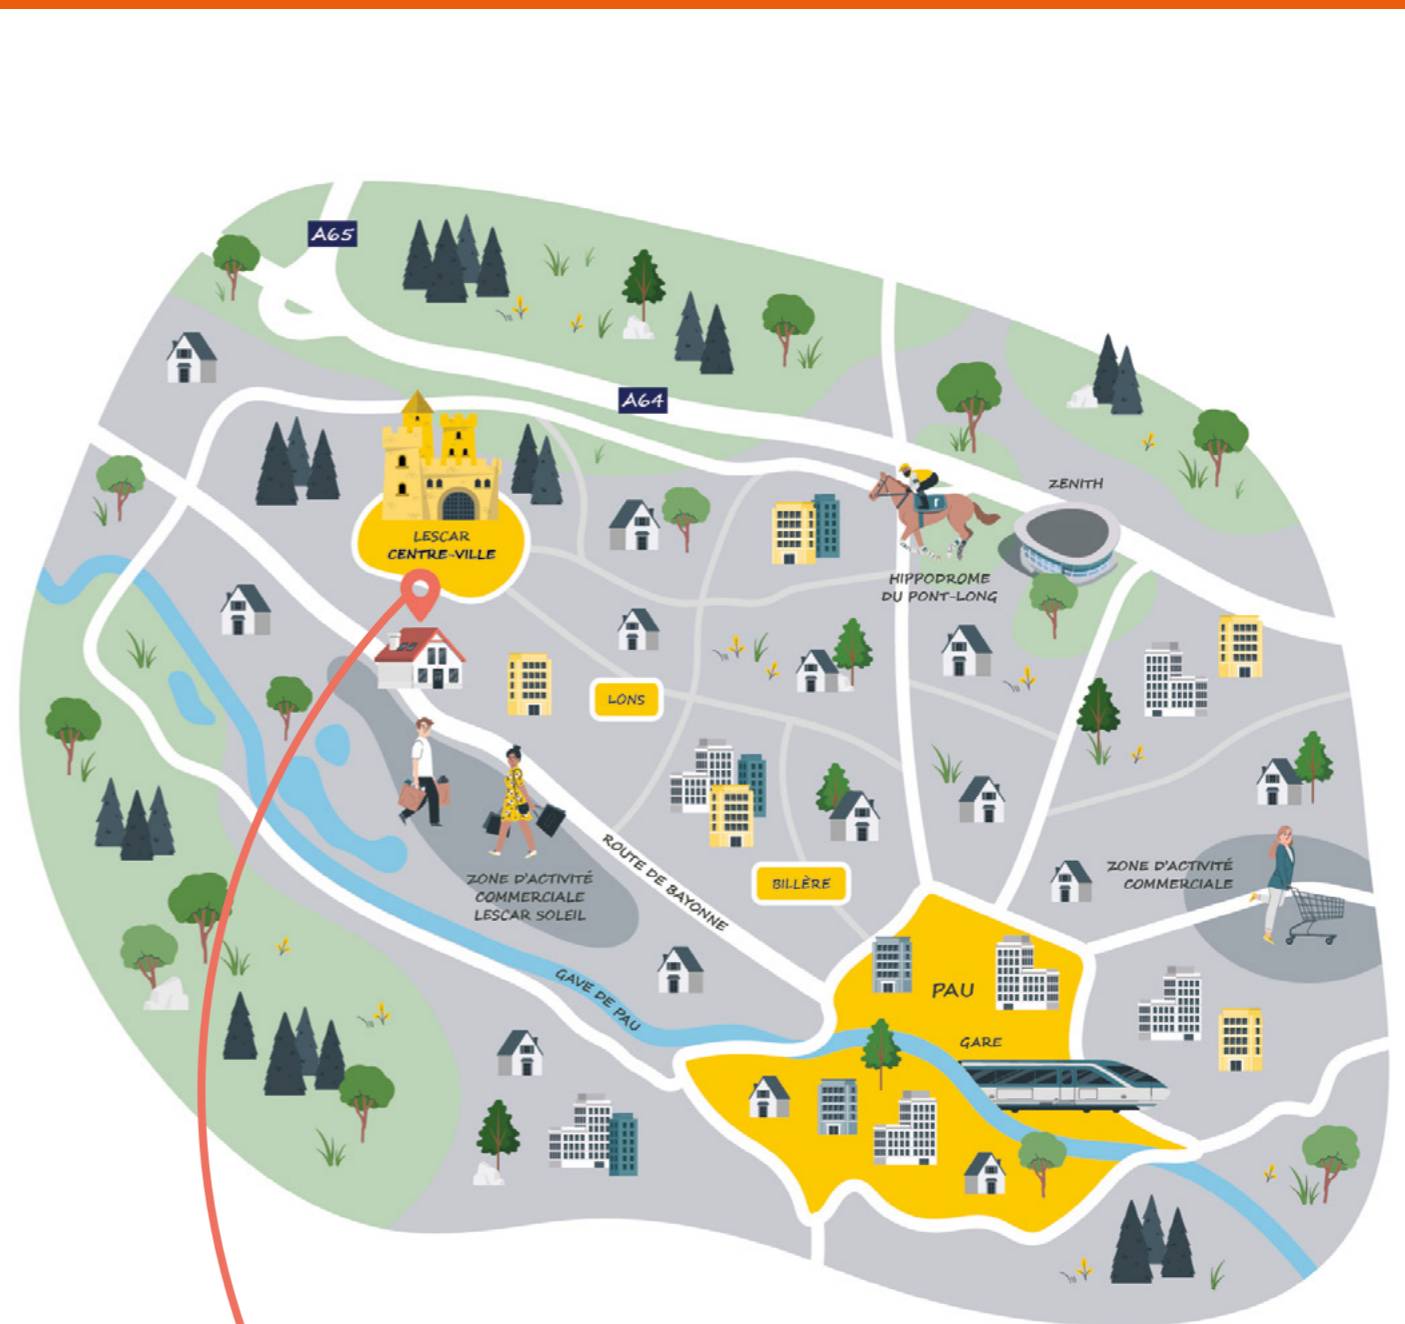 A65
A64
ZENITH
LESCAR
CENTRE-VILLE
HIPPODROME
DU PONT-LONG
LONS
ROUTE DE BAYONNE
ZONE D'ACTIVITÉ
COMMERCIALE
BILLÈRE
ZONE D'ACTIVITÉ
COMMERCIALE
LESCAR SOLEIL
GAVE DE PAU
PAU
GARE